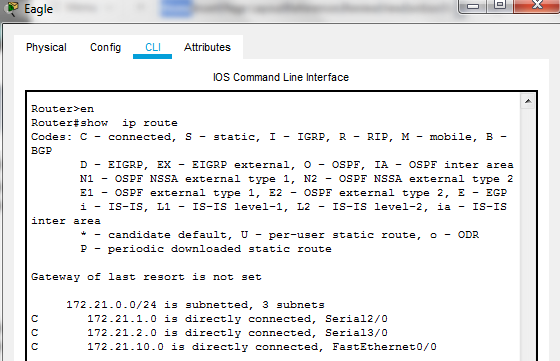 Eagle
Physical Config CLI Attributes
IOS Command Line Interface
Router>en
Router#show  ip route
Codes: C - connected, S - static, I - IGRP, R - RIP, M - mobile, B -
BGP
       D - EIGRP, EX - EIGRP external, O - OSPF, IA - OSPF inter area
       N1 - OSPF NSSA external type 1, N2 - OSPF NSSA external type 2
       E1 - OSPF external type 1, E2 - OSPF external type 2, E - EGP
       i - IS-IS, L1 - IS-IS level-1, L2 - IS-IS level-2, ia - IS-IS
inter area
       * - candidate default, U - per-user static route, o - ODR
       P - periodic downloaded static route
Gateway of last resort is not set
     172.21.0.0/24 is subnetted, 3 subnets
C       172.21.1.0 is directly connected, Serial2/0
C       172.21.2.0 is directly connected, Serial3/0
C       172.21.10.0 is directly connected, FastEthernet0/0